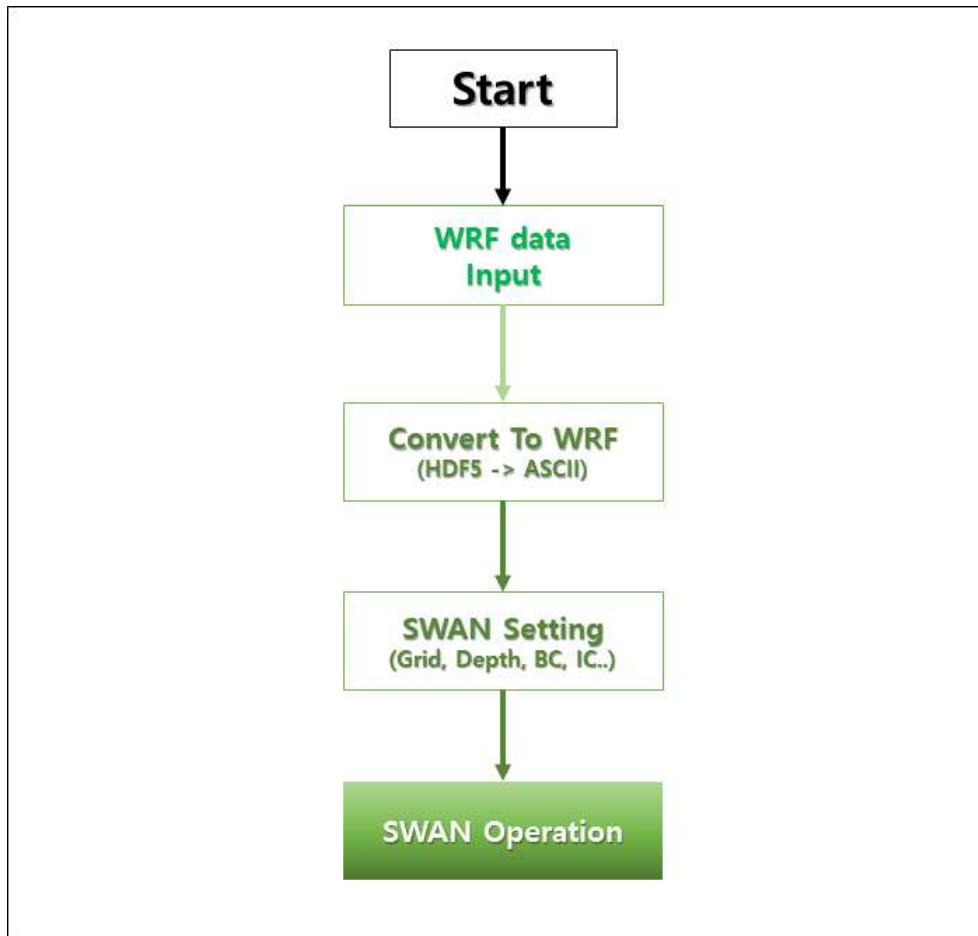 Start
WRF data
Input
Convert To WRF
(HDF5 -> ASCII)
SWAN Setting
(Grid, Depth, BC, IC..)
SWAN Operation